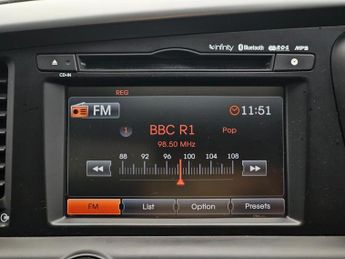 infinity Bluetooth RDS MP3
CD-IN
REG
FM
11:51
1 BBC R1 Pop
98.50 MHz
88 92 96 100 104 108
FM List Option Presets